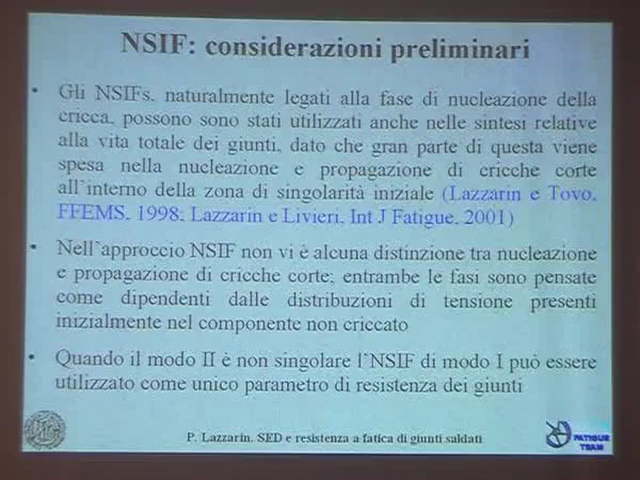 NSIF: considerazioni preliminari
• Gli NSIFs, naturalmente legati alla fase di nucleazione della
cricca, possono sono stati utilizzati anche nelle sintesi relative
alla vita totale dei giunti, dato che gran parte di questa viene
spesa nella nucleazione e propagazione di cricche corte
all'interno della zona di singolarità iniziale (Lazzarin e Tovo,
FFEMS, 1998; Lazzarin e Livieri, Int J Fatigue, 2001)
• Nell'approccio NSIF non vi è alcuna distinzione tra nucleazione
e propagazione di cricche corte; entrambe le fasi sono pensate
come dipendenti dalle distribuzioni di tensione presenti
inizialmente nel componente non criccato
• Quando il modo II è non singolare l'NSIF di modo I può essere
utilizzato come unico parametro di resistenza dei giunti
P. Lazzarin. SED e resistenza a fatica di giunti saldati
FATIGUE
TEAM